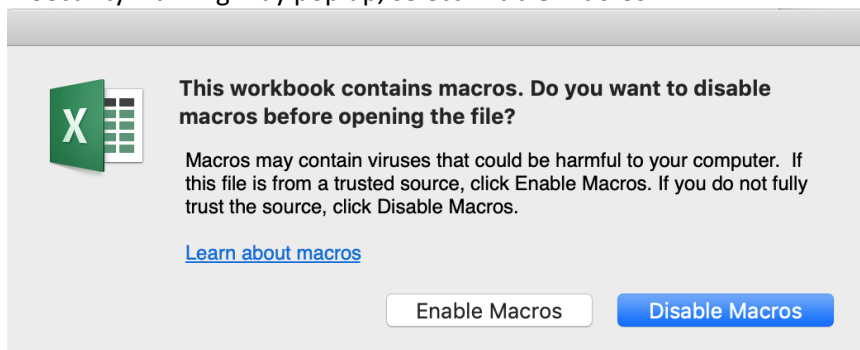 This workbook contains macros. Do you want to disable
macros before opening the file?
Macros may contain viruses that could be harmful to your computer. If
this file is from a trusted source, click Enable Macros. If you do not fully
trust the source, click Disable Macros.
Learn about macros
Enable Macros Disable Macros